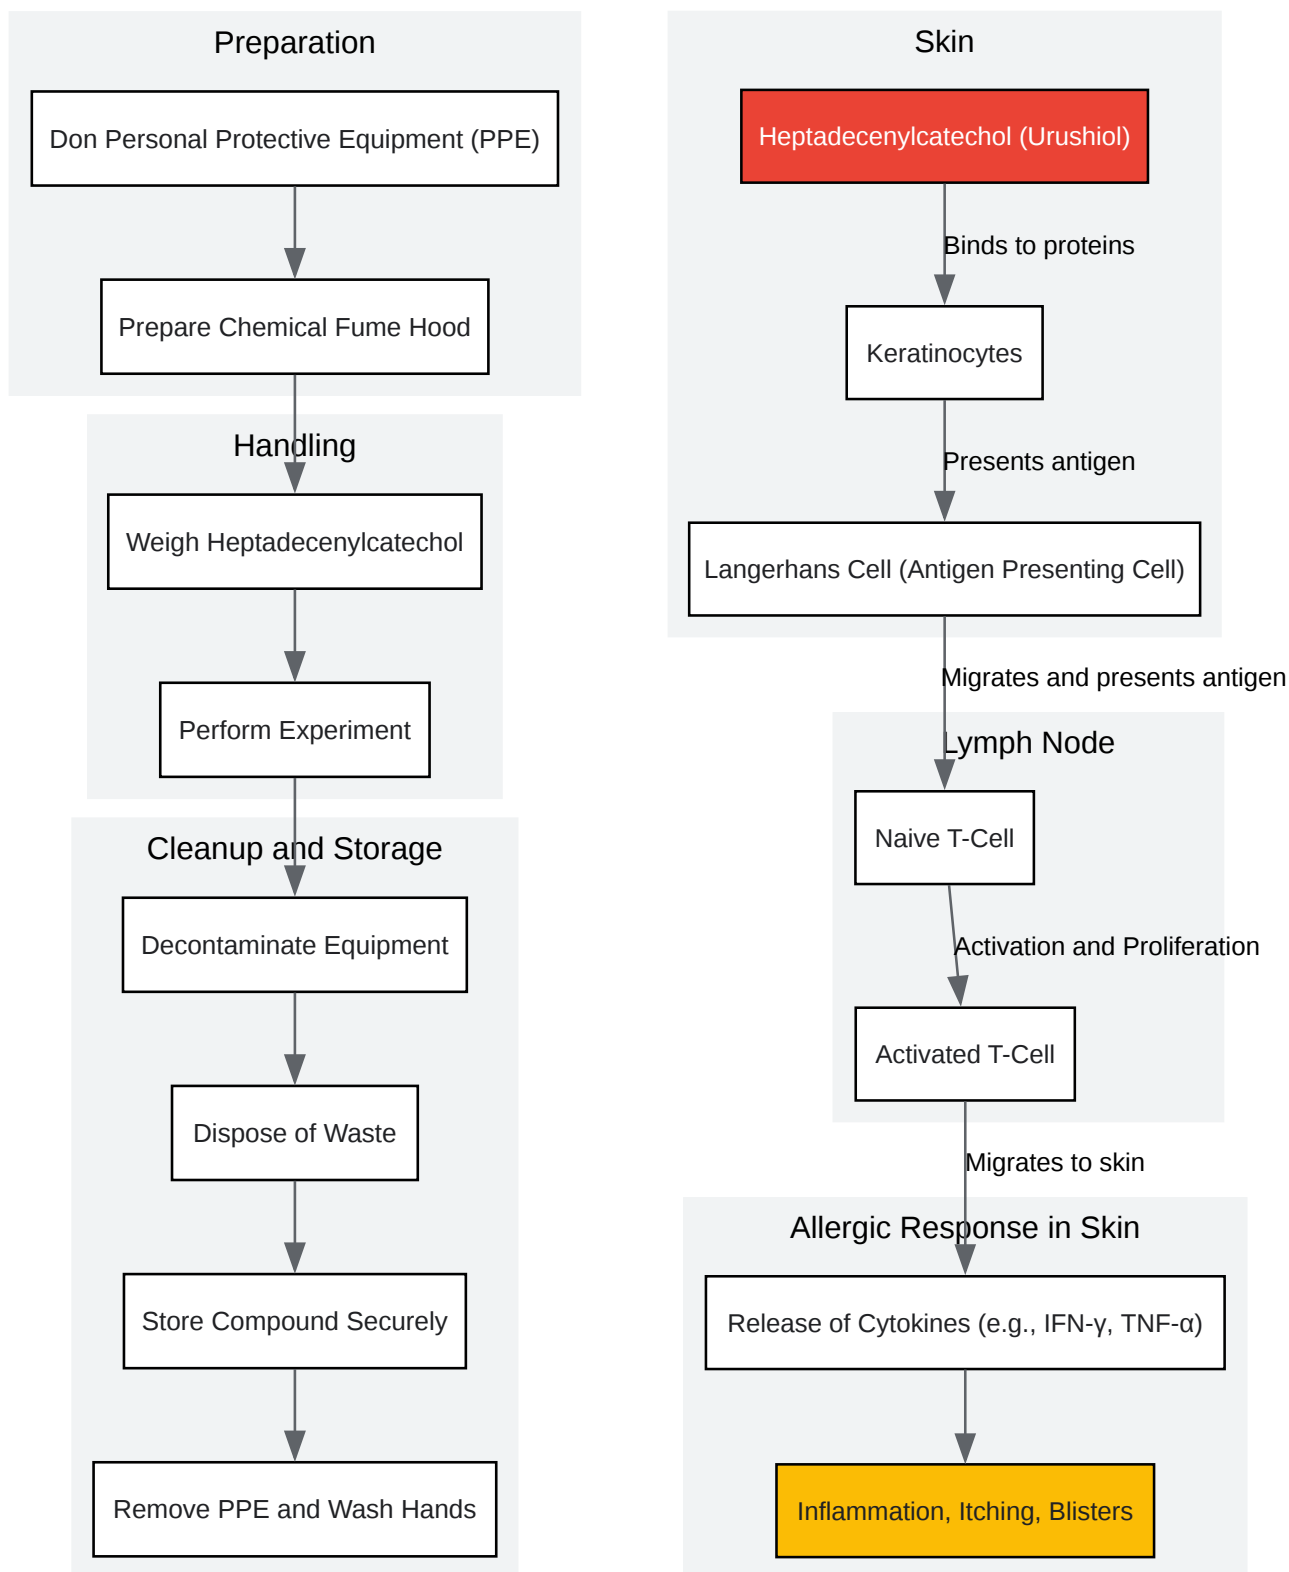 Preparation
Don Personal Protective Equipment (PPE)
Prepare Chemical Fume Hood
Handling
Weigh Heptadecenylcatechol
Perform Experiment
Cleanup and Storage
Decontaminate Equipment
Dispose of Waste
Store Compound Securely
Remove PPE and Wash Hands
Skin
Heptadecenylcatechol (Urushiol)
Binds to proteins
Keratinocytes
Presents antigen
Langerhans Cell (Antigen Presenting Cell)
Migrates and presents antigen
Lymph Node
Naive T-Cell
Activation and Proliferation
Activated T-Cell
Migrates to skin
Allergic Response in Skin
Release of Cytokines (e.g., IFN-γ, TNF-α)
Inflammation, Itching, Blisters